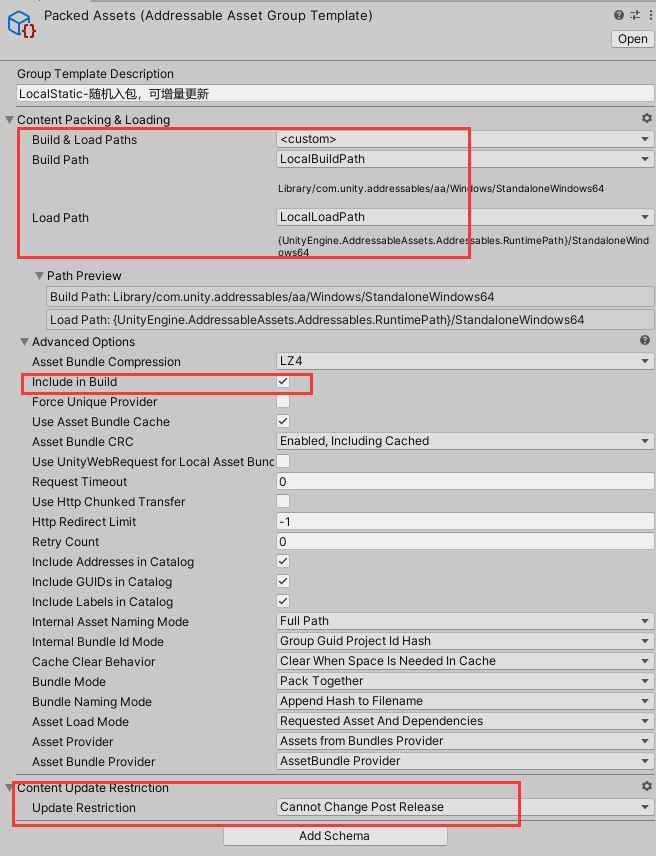 Packed Assets (Addressable Asset Group Template)
Open
Group Template Description
LocalStatic-随机入包，可增量更新
Content Packing & Loading
Build & Load Paths <custom>
Build Path LocalBuildPath
Library/com.unity.addressables/aa/Windows/StandaloneWindows64
Load Path LocalLoadPath
{UnityEngine.AddressableAssets.Addressables.RuntimePath}/StandaloneWind
ows64
Path Preview
Build Path: Library/com.unity.addressables/aa/Windows/StandaloneWindows64
Load Path: {UnityEngine.AddressableAssets.Addressables.RuntimePath}/StandaloneWindows64
Advanced Options
Asset Bundle Compression LZ4
Include in Build
Force Unique Provider
Use Asset Bundle Cache
Asset Bundle CRC Enabled, Including Cached
Use UnityWebRequest for Local Asset Bund
Request Timeout 0
Use Http Chunked Transfer
Http Redirect Limit -1
Retry Count 0
Include Addresses in Catalog
Include GUIDs in Catalog
Include Labels in Catalog
Internal Asset Naming Mode Full Path
Internal Bundle Id Mode Group Guid Project Id Hash
Cache Clear Behavior Clear When Space Is Needed In Cache
Bundle Mode Pack Together
Bundle Naming Mode Append Hash to Filename
Asset Load Mode Requested Asset And Dependencies
Asset Provider Assets from Bundles Provider
Asset Bundle Provider AssetBundle Provider
Content Update Restriction
Update Restriction Cannot Change Post Release
Add Schema